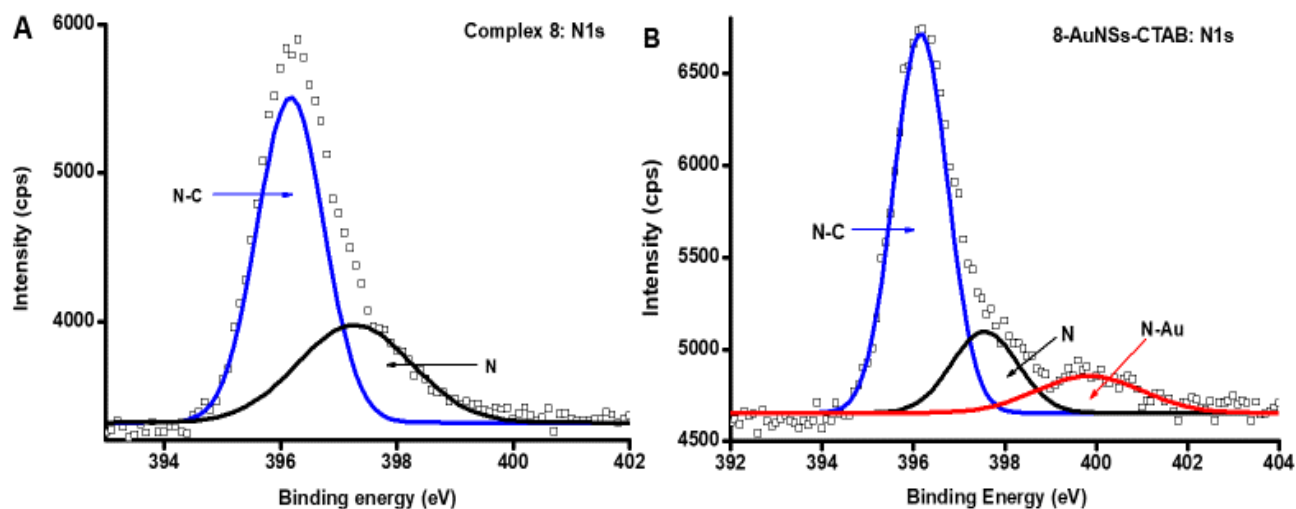 A
Complex 8: N1s
6000
5000
4000
Intensity (cps)
N-C
N
394
396
398
400
402
Binding energy (eV)
B
8-AuNSs-CTAB: N1s
6500
6000
5500
5000
4500
Intensity (cps)
N-C
N
N-Au
392
394
396
398
400
402
404
Binding Energy (eV)